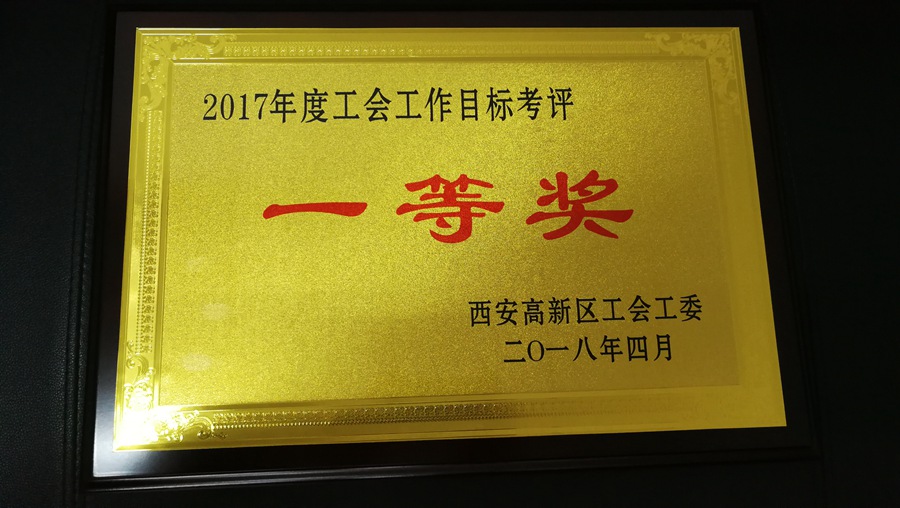 2017年度工会工作目标考评
一等奖
西安高新区工会工委
二〇一八年四月